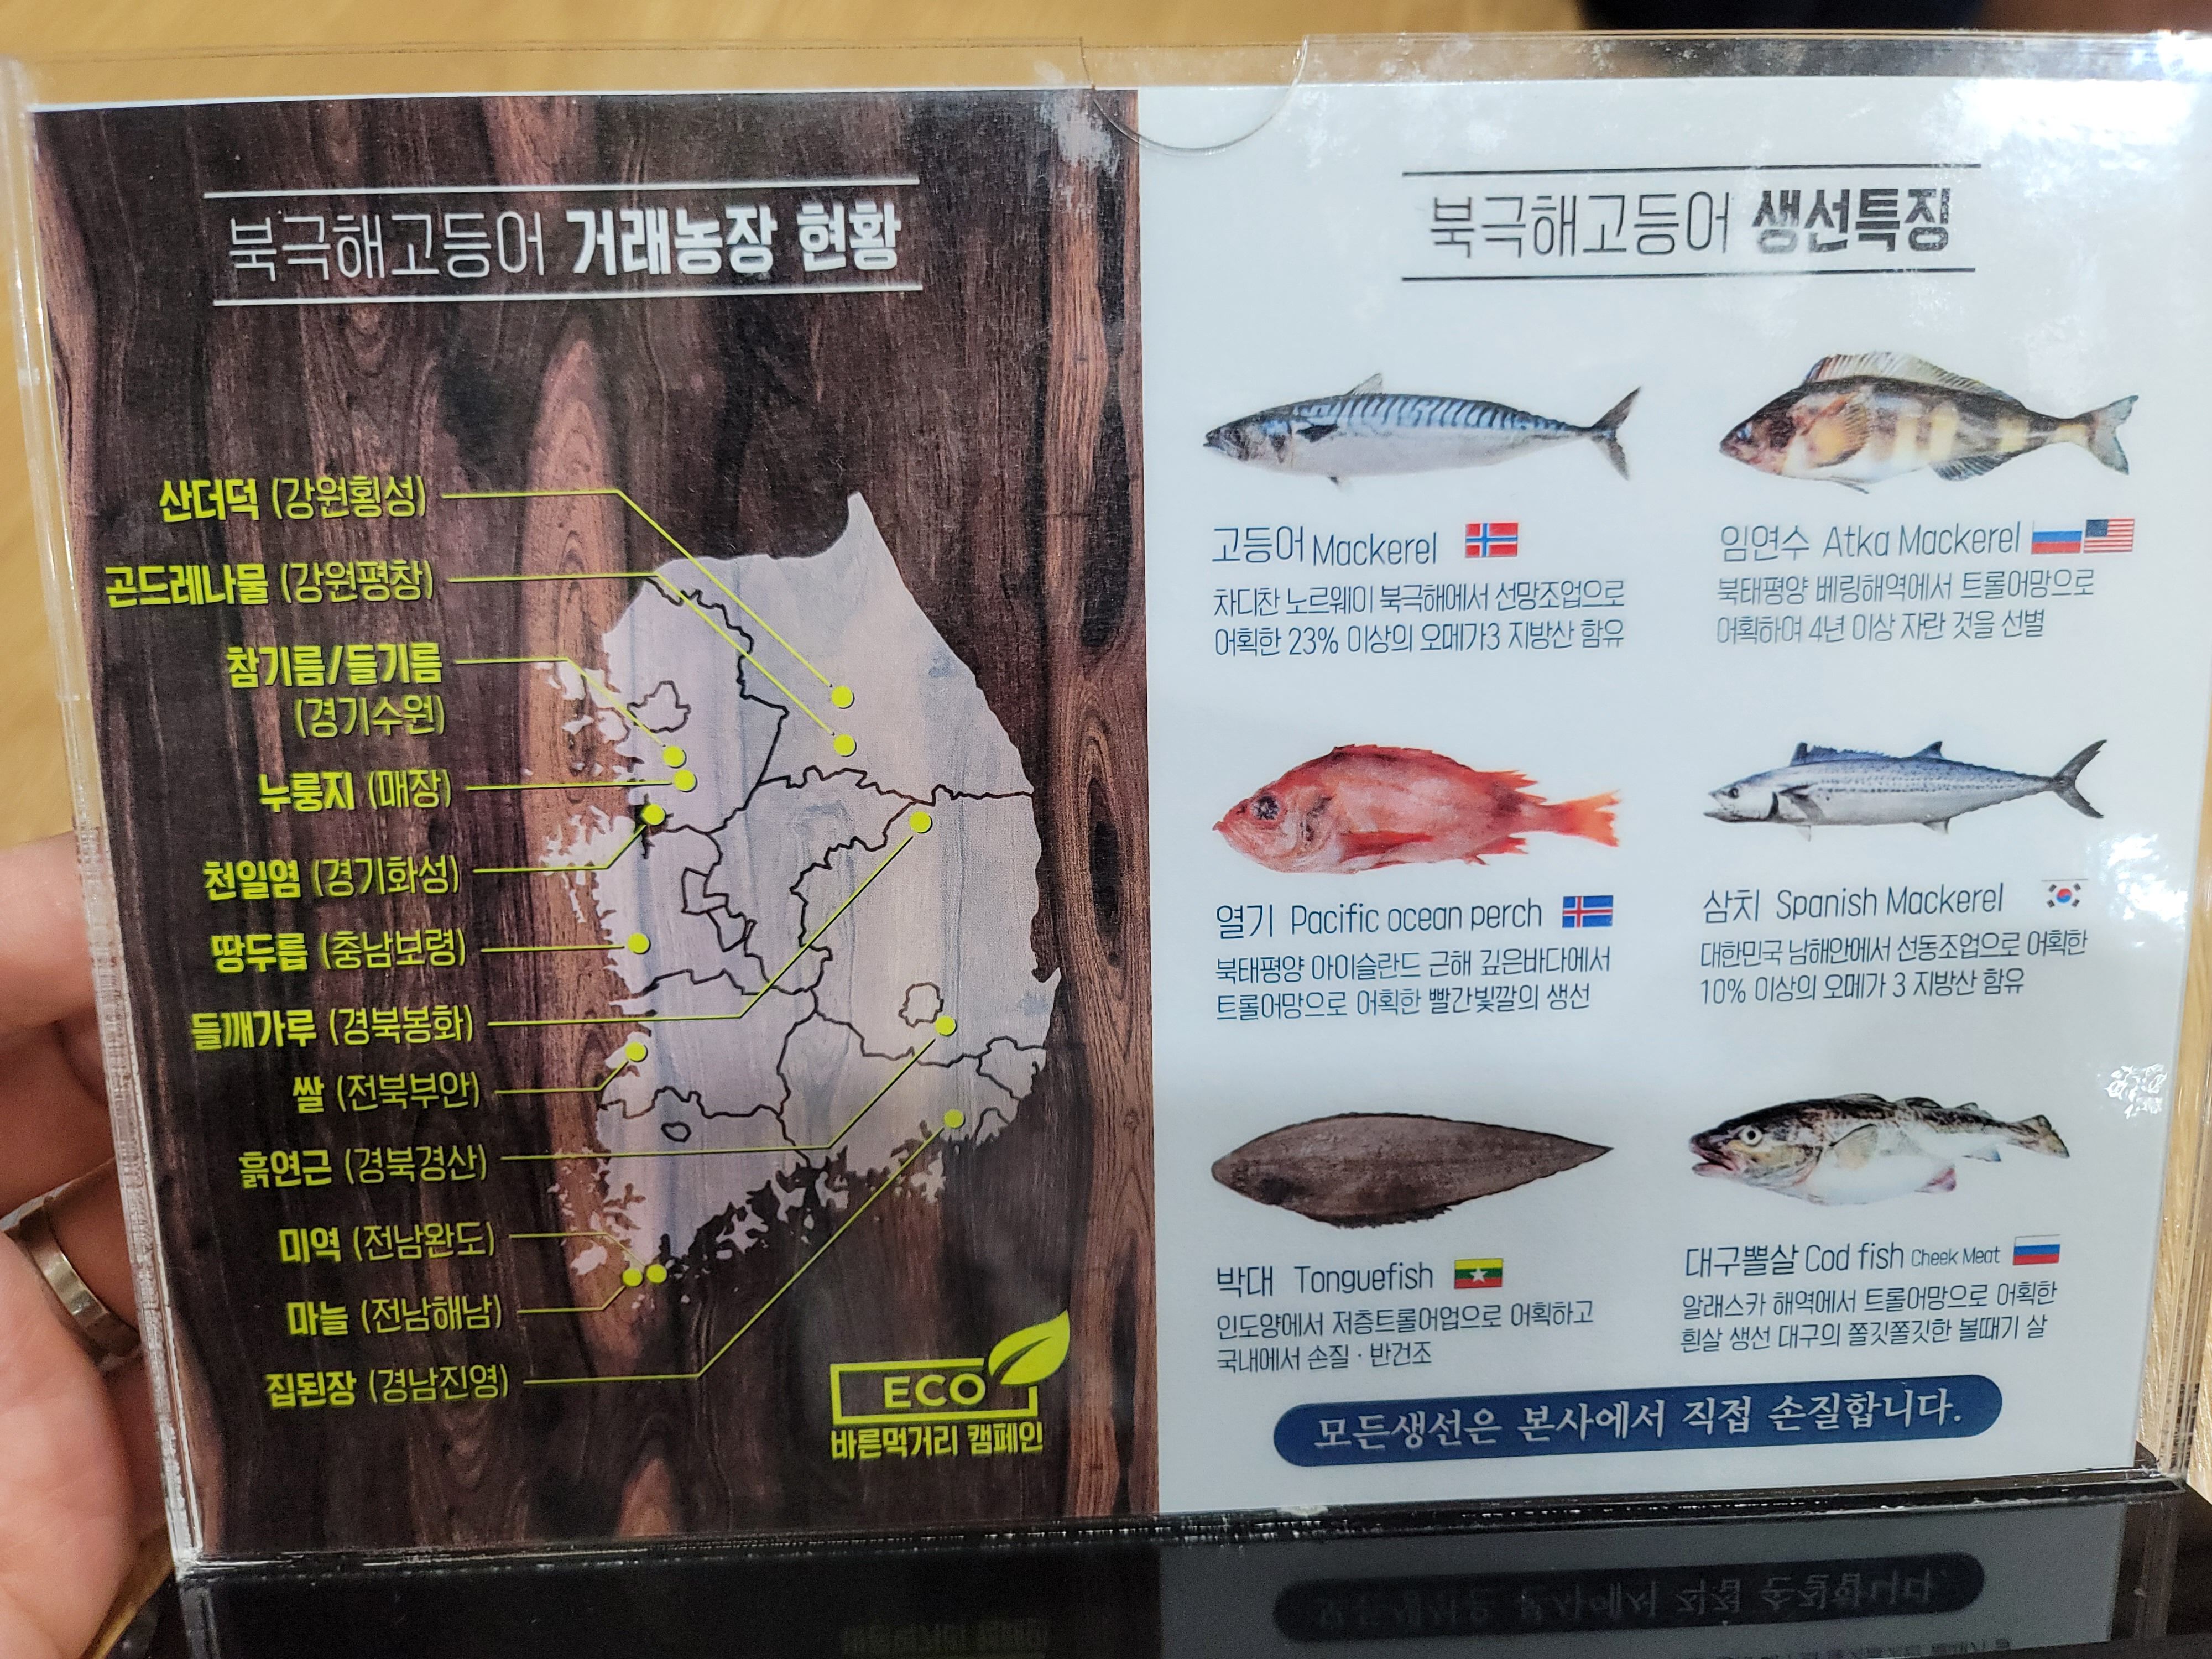 북극해고등어 거래농장 현황
산더덕 (강원횡성)
곤드레나물 (강원평창)
참기름/들기름
(경기수원)
누룽지 (매장)
천일염 (경기화성)
땅두릅 (충남보령)
들깨가루 (경북봉화)
쌀 (전북부안)
흙연근 (경북경산)
미역 (전남완도)
마늘 (전남해남)
집된장 (경남진영)
ECO
바른먹거리 캠페인
북극해고등어 생선특징
고등어 Mackerel
차디찬 노르웨이 북극해에서 선망조업으로
어획한 23% 이상의 오메가3 지방산 함유
임연수 Atka Mackerel
북태평양 베링해역에서 트롤어망으로
어획하여 4년 이상 자란 것을 선별
열기 Pacific ocean perch
북태평양 아이슬란드 근해 깊은바다에서
트롤어망으로 어획한 빨간빛깔의 생선
삼치 Spanish Mackerel
대한민국 남해안에서 선동조업으로 어획한
10% 이상의 오메가 3 지방산 함유
박대 Tonguefish
인도양에서 저층트롤어업으로 어획하고
국내에서 손질 · 반건조
대구뽈살 Cod fish Cheek Meat
알래스카 해역에서 트롤어망으로 어획한
흰살 생선 대구의 쫄깃쫄깃한 볼때기 살
모든생선은 본사에서 직접 손질합니다.